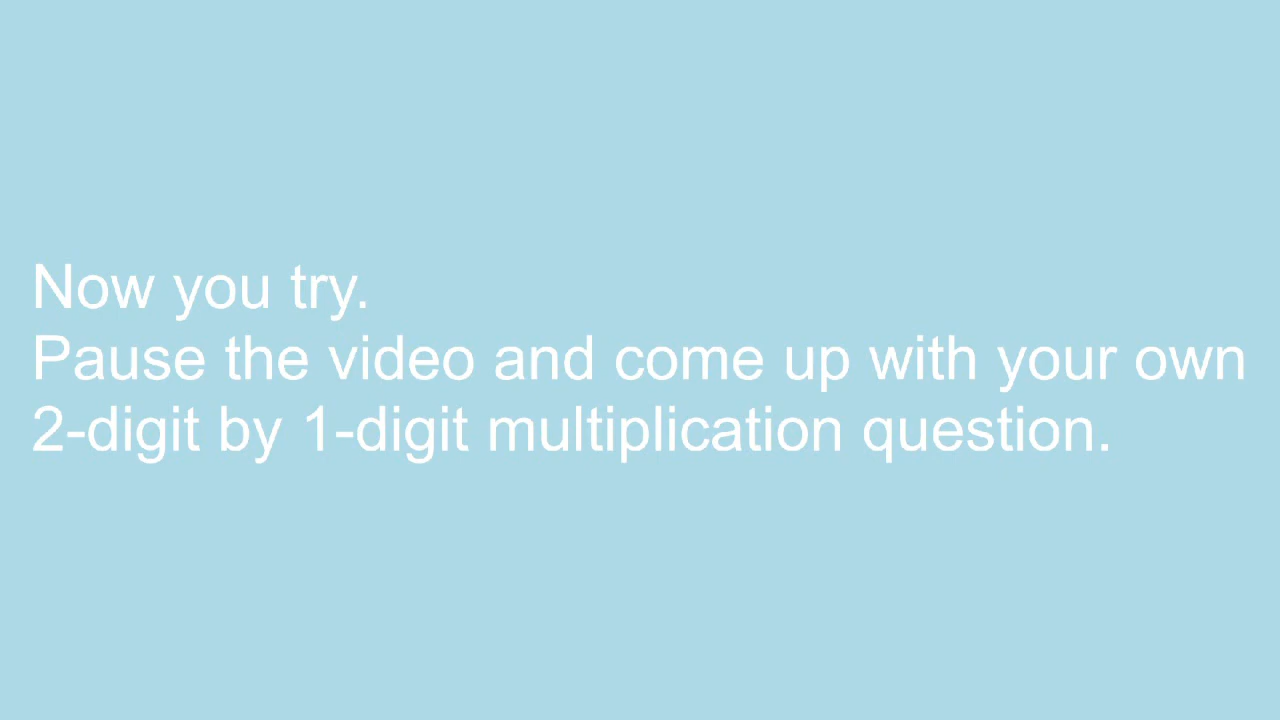 Now you try.
Pause the video and come up with your own
2-digit by 1-digit multiplication question.